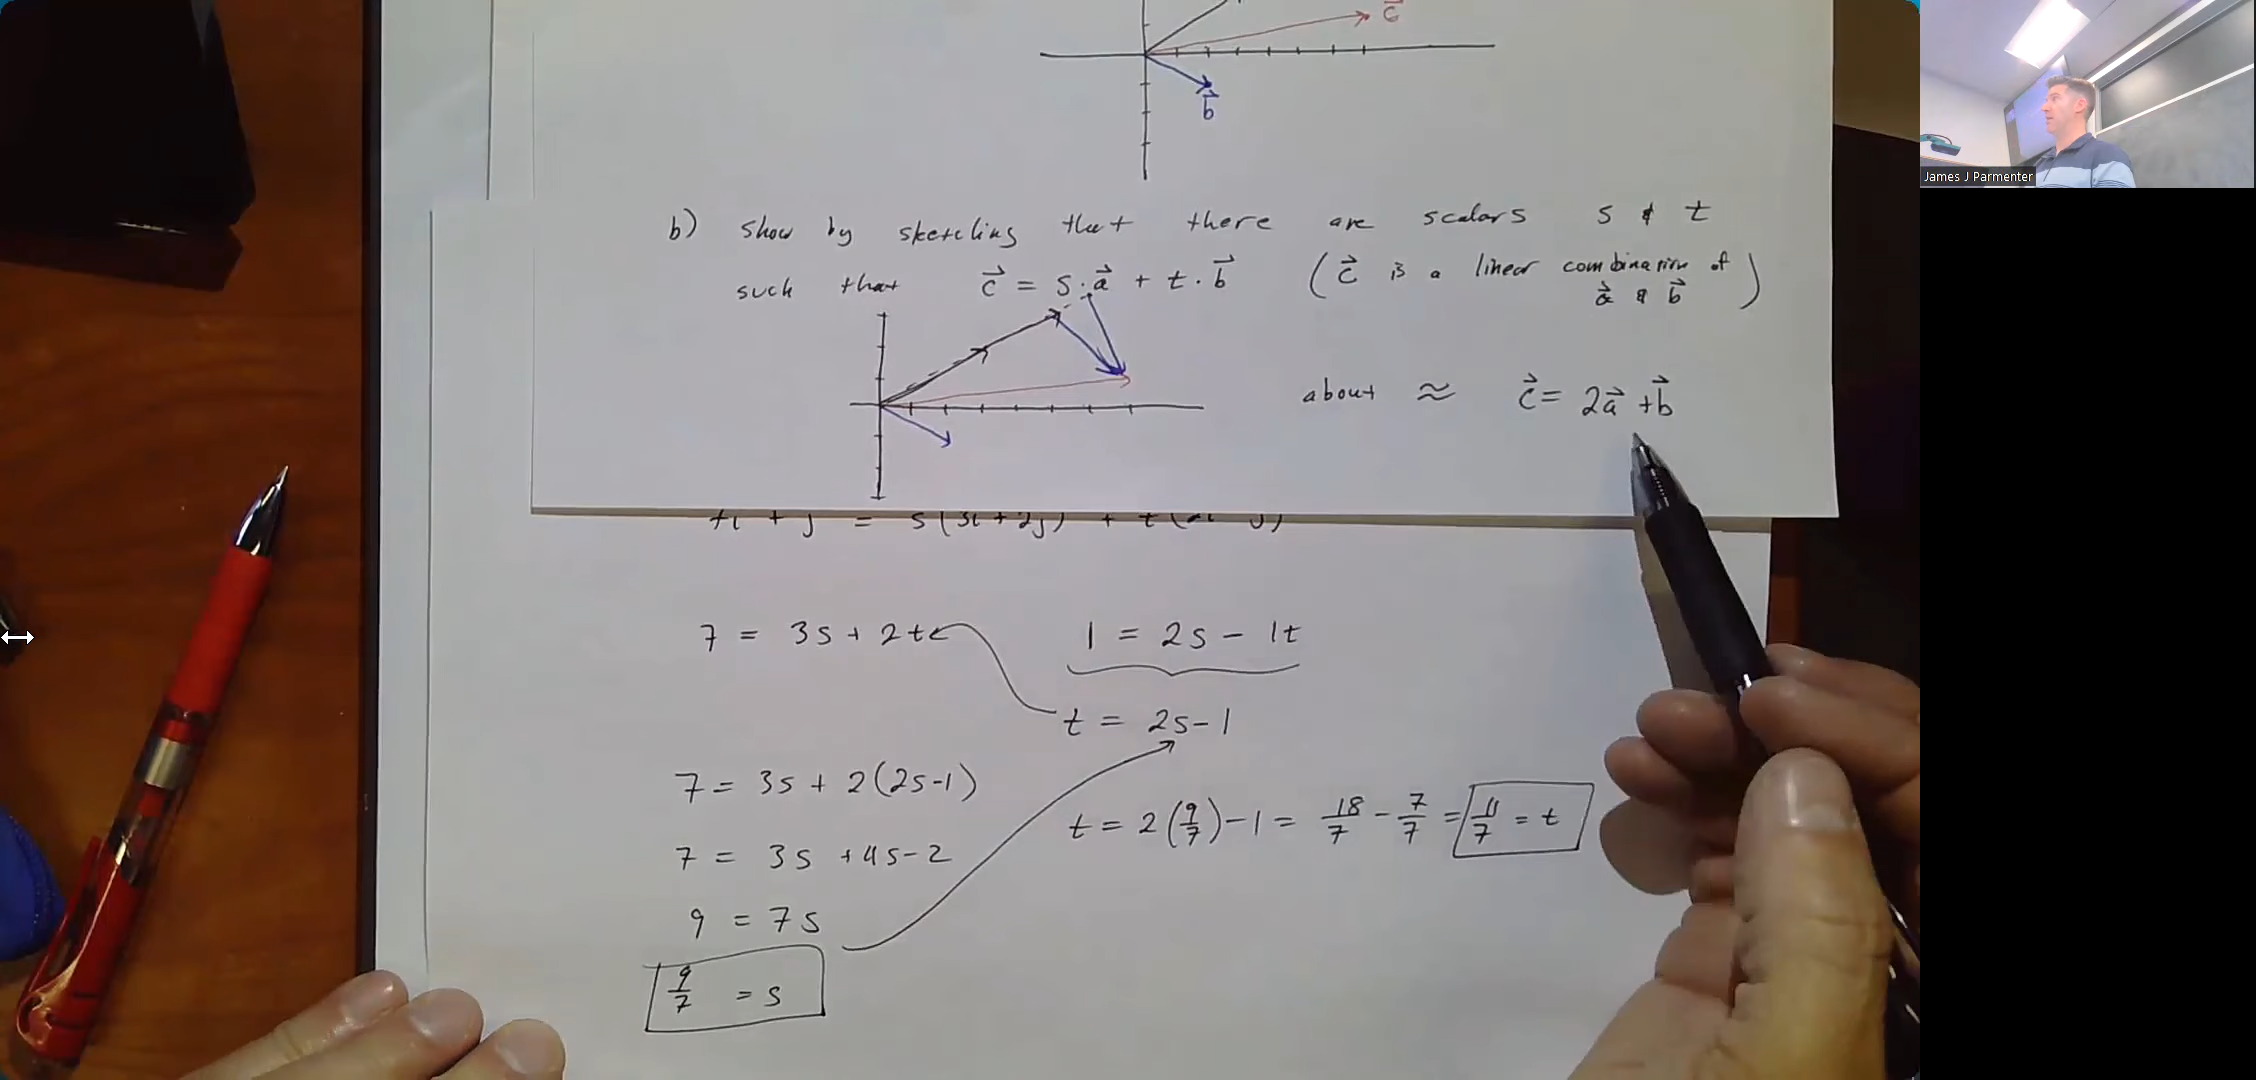 c
b
James J Parmenter
b) show by sketching that there are scalars s & t
such that c⃗ = s·a⃗ + t·b⃗ (c⃗ is a linear combination of
a⃗ & b⃗)
about ≈ c⃗ = 2a⃗ + b⃗
7 = 3s + 2t 1 = 2s - 1t
t = 2s-1
7 = 3s + 2(2s-1)
t = 2(9/7) - 1 = 18/7 - 7/7 = 11/7 = t
7 = 3s + 4s - 2
9 = 7s
9/7 = s